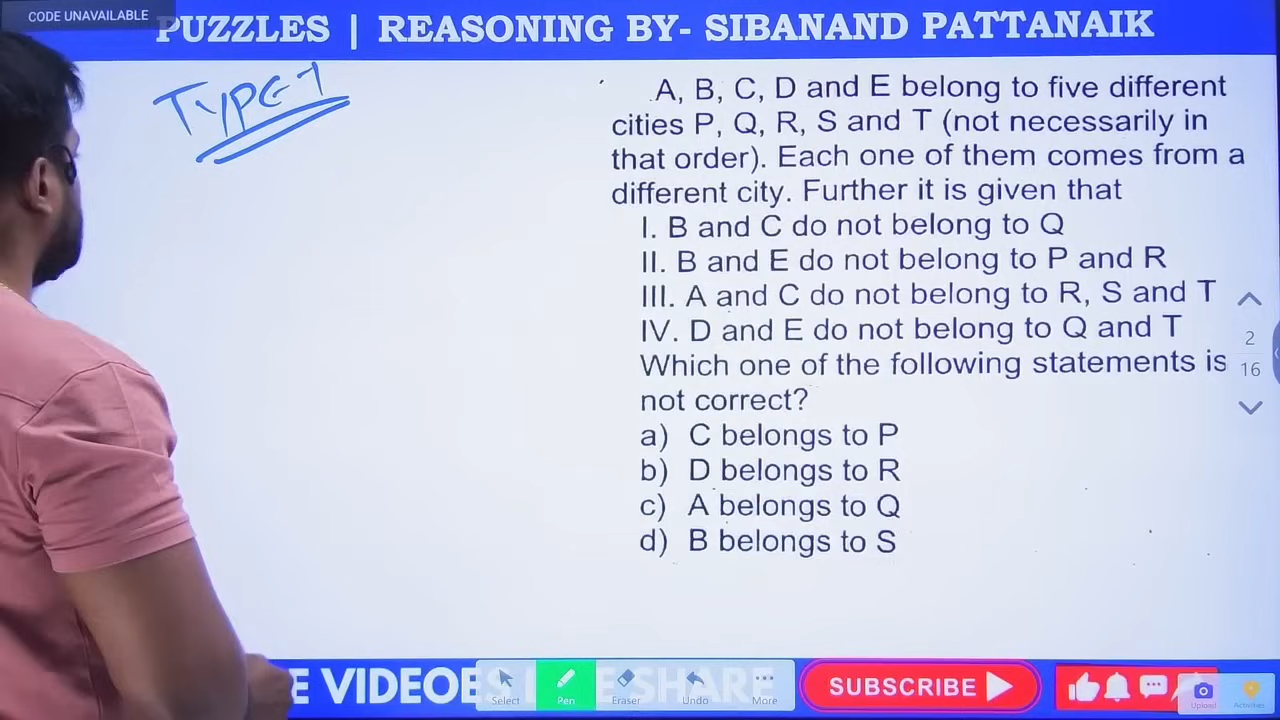 CODE UNAVAILABLE
PUZZLES | REASONING BY- SIBANAND PATTANAIK
TYPE-1
A, B, C, D and E belong to five different
cities P, Q, R, S and T (not necessarily in
that order). Each one of them comes from a
different city. Further it is given that
I. B and C do not belong to Q
II. B and E do not belong to P and R
III. A and C do not belong to R, S and T
IV. D and E do not belong to Q and T
Which one of the following statements is
not correct?
a) C belongs to P
b) D belongs to R
c) A belongs to Q
d) B belongs to S
2
16
E VIDEOES
SHARE
Select
Pen
Eraser
Undo
More
SUBSCRIBE
Upload
Activities